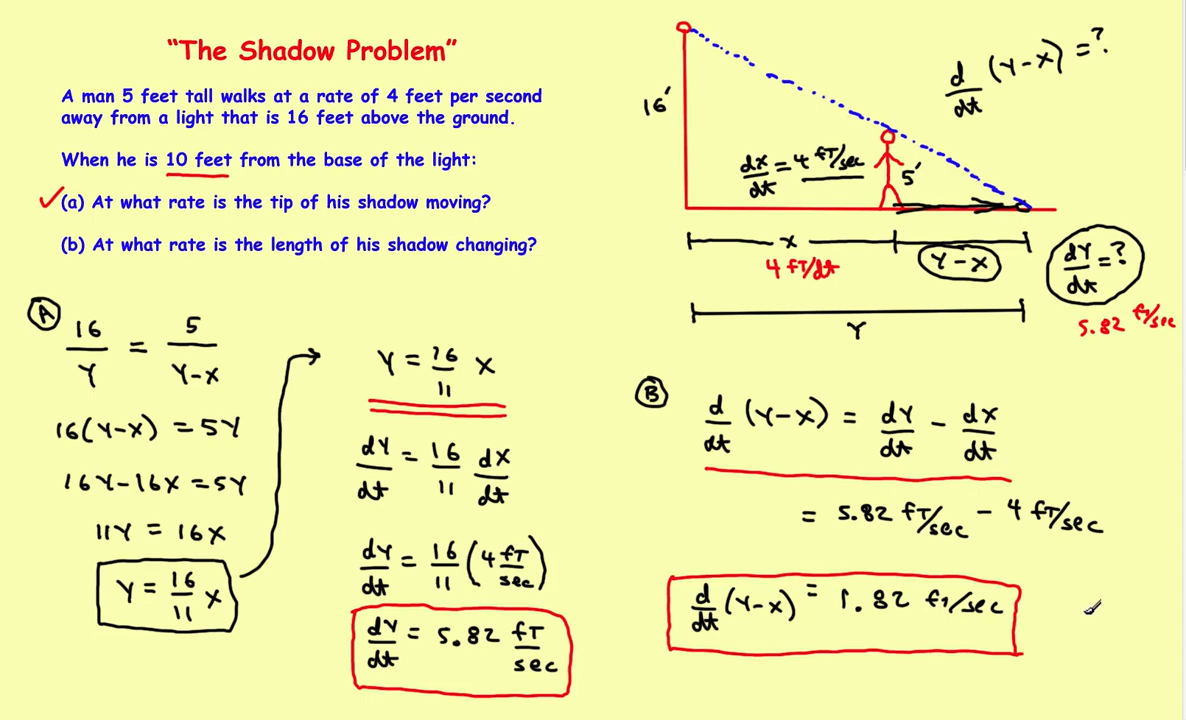 “The Shadow Problem”
A man 5 feet tall walks at a rate of 4 feet per second
away from a light that is 16 feet above the ground.
When he is 10 feet from the base of the light:
(a) At what rate is the tip of his shadow moving?
(b) At what rate is the length of his shadow changing?
16'
d/dt (Y-X) = ?
dx/dt = 4 fT/sec
5'
X
4 fT/dt
Y-X
dY/dt = ?
5.82 fT/sec
Y
A
16/Y = 5/(Y-X)
16(Y-X) = 5Y
16Y-16X = 5Y
11Y = 16X
Y = 16/11 X
Y = 16/11 X
dY/dt = 16/11 dx/dt
dY/dt = 16/11 (4 fT/sec)
dY/dt = 5.82 fT/sec
B
d/dt (Y-X) = dY/dt - dx/dt
= 5.82 fT/sec - 4 fT/sec
d/dt (Y-X) = 1.82 fT/sec